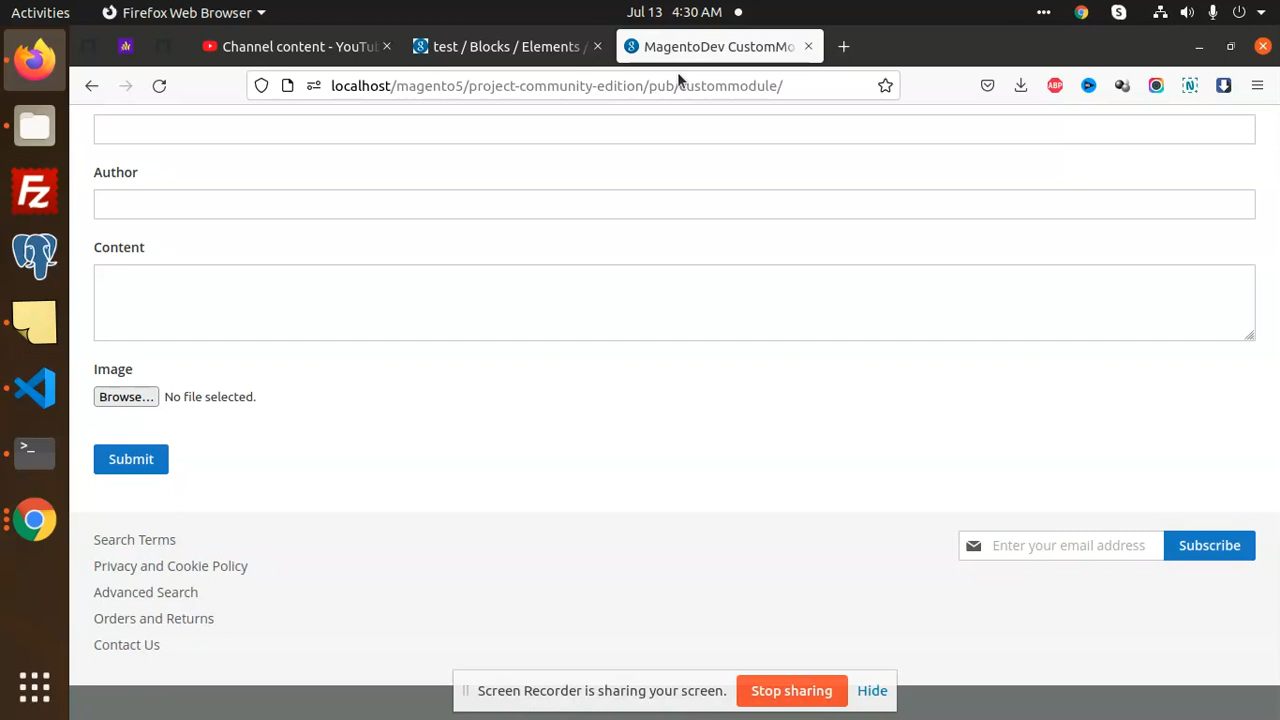 Activities
Firefox Web Browser
Jul 13 4:30 AM
Channel content - YouTu
test / Blocks / Elements /
MagentoDev CustomMo
localhost/magento5/project-community-edition/pub/custommodule/
ABP
N
Author
Content
Image
Browse...
No file selected.
Submit
Search Terms
Privacy and Cookie Policy
Advanced Search
Orders and Returns
Contact Us
Enter your email address
Subscribe
Screen Recorder is sharing your screen.
Stop sharing
Hide
Fz
>_